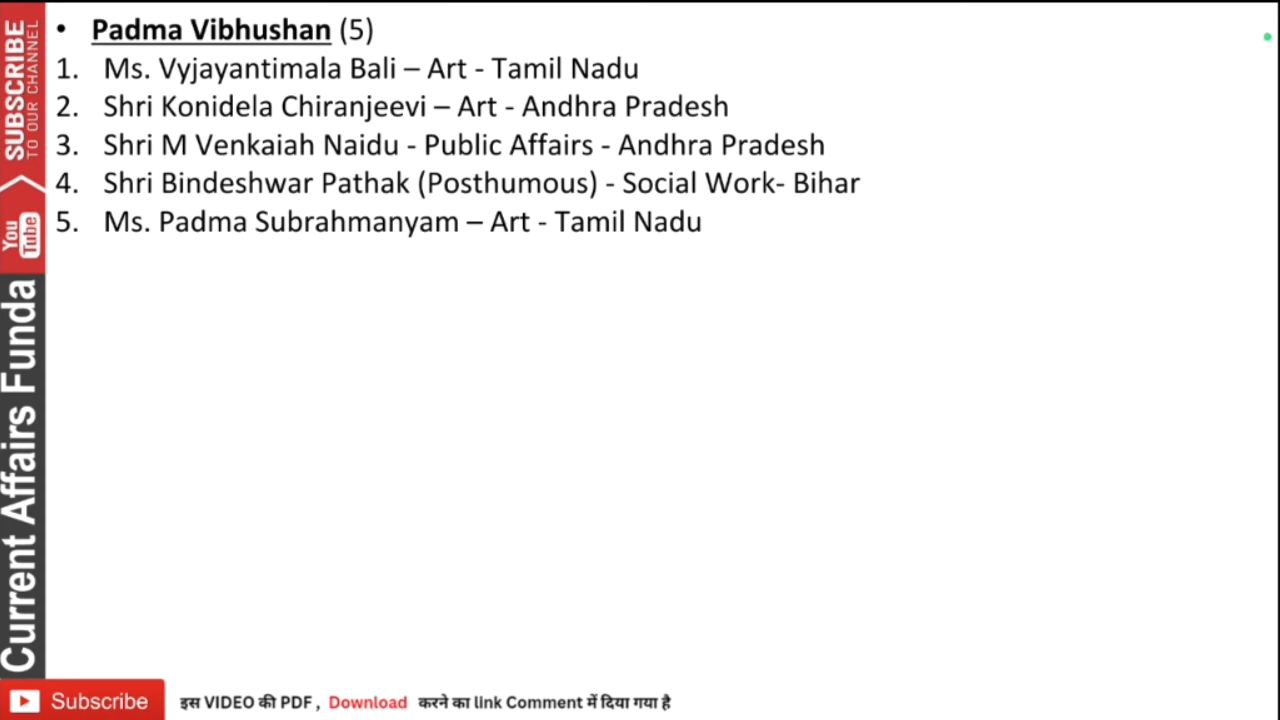 • Padma Vibhushan (5)
1. Ms. Vyjayantimala Bali – Art - Tamil Nadu
2. Shri Konidela Chiranjeevi – Art - Andhra Pradesh
3. Shri M Venkaiah Naidu - Public Affairs - Andhra Pradesh
4. Shri Bindeshwar Pathak (Posthumous) - Social Work- Bihar
5. Ms. Padma Subrahmanyam – Art - Tamil Nadu
SUBSCRIBE
TO OUR CHANNEL
You Tube
Current Affairs Funda
Subscribe
इस VIDEO की PDF , Download करने का link Comment में दिया गया है